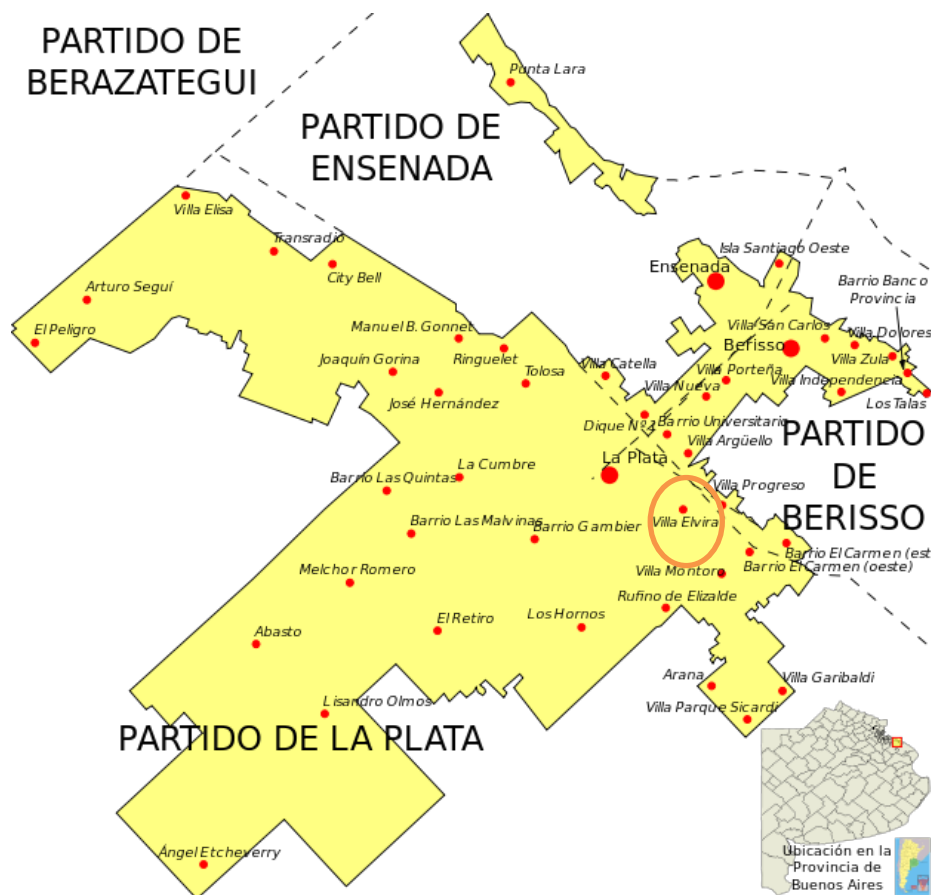 PARTIDO DE
BERAZATEGUI
Punta Lara
PARTIDO DE
ENSENADA
Villa Elisa
Transradio
City Bell
Isla Santiago Oeste
Ensenada
Barrio Banco
Provincia
Arturo Seguí
El Peligro
Manuel B. Gonnet
Villa San Carlos
Villa Dolores
Berisso
Joaquín Gorina
Ringuelet
Villa Catella
Villa Zula
Tolosa
Villa Porteña
Villa Nueva
Villa Independencia
José Hernández
Los Talas
Dique Nº 1
Barrio Universitario
PARTIDO
DE
BERISSO
Villa Argüello
La Plata
La Cumbre
Barrio Las Quintas
Villa Progreso
Barrio Las Malvinas
Barrio Gambier
Villa Elvira
Barrio El Carmen (est
Barrio El Carmen (oeste)
Melchor Romero
Villa Montoro
Rufino de Elizalde
El Retiro
Los Hornos
Abasto
Arana
Villa Garibaldi
Lisandro Olmos
Villa Parque Sicardi
PARTIDO DE LA PLATA
Ángel Etcheverry
Ubicación en la
Provincia de
Buenos Aires